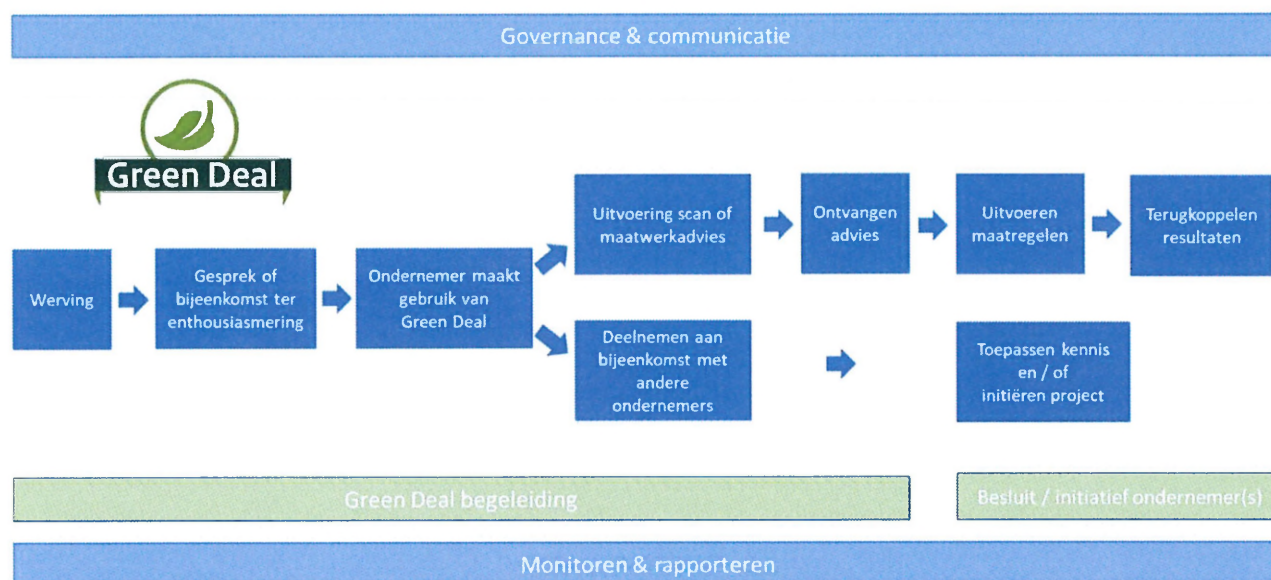 Governance & communicatie
Green Deal
Werving
Gesprek of
bijeenkomst ter
enthousiasmering
Ondernemer maakt
gebruik van
Green Deal
Uitvoering scan of
maatwerkadvies
Ontvangen
advies
Uitvoeren
maatregelen
Terugkoppelen
resultaten
Deelnemen aan
bijeenkomst met
andere
ondernemers
Toepassen kennis
en / of
initiëren project
Green Deal begeleiding
Besluit / initiatief ondernemer(s)
Monitoren & rapporteren